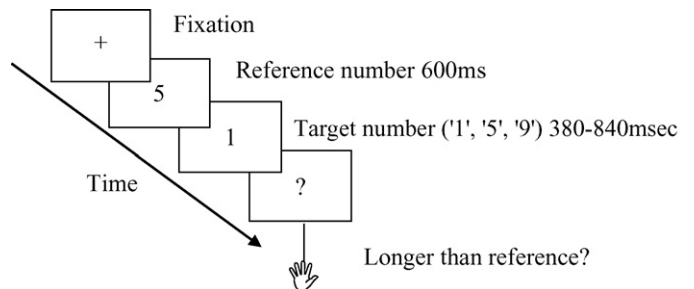 +
Fixation
5
Reference number 600ms
1
Target number ('1', '5', '9') 380-840msec
?
Time
Longer than reference?